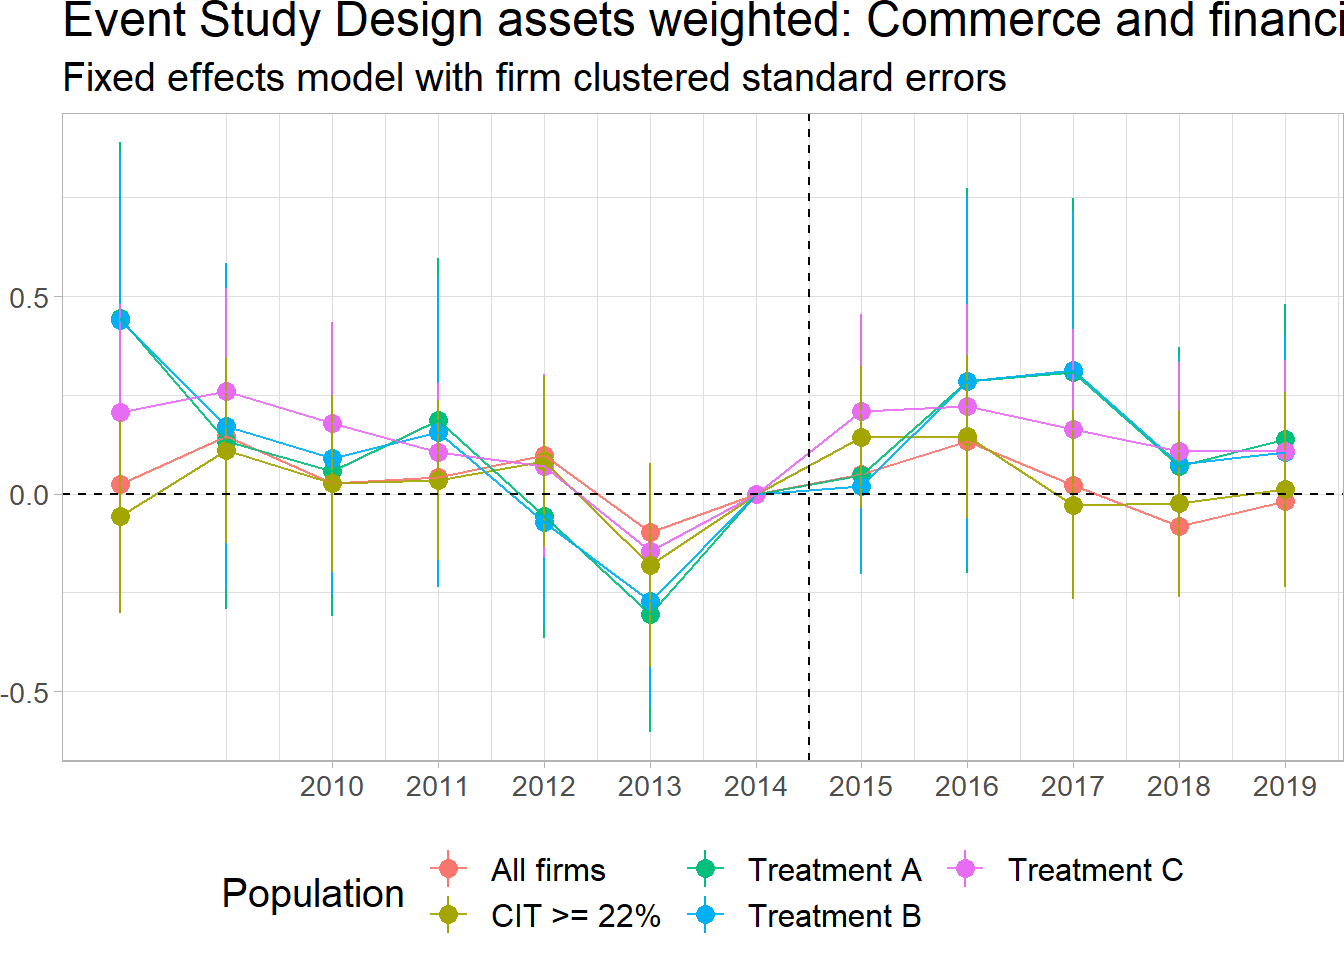 Event Study Design assets weighted: Commerce and financi
Fixed effects model with firm clustered standard errors
0.5
0.0
-0.5
2010 2011 2012 2013 2014 2015 2016 2017 2018 2019
Population
All firms
Treatment A
Treatment C
CIT >= 22%
Treatment B